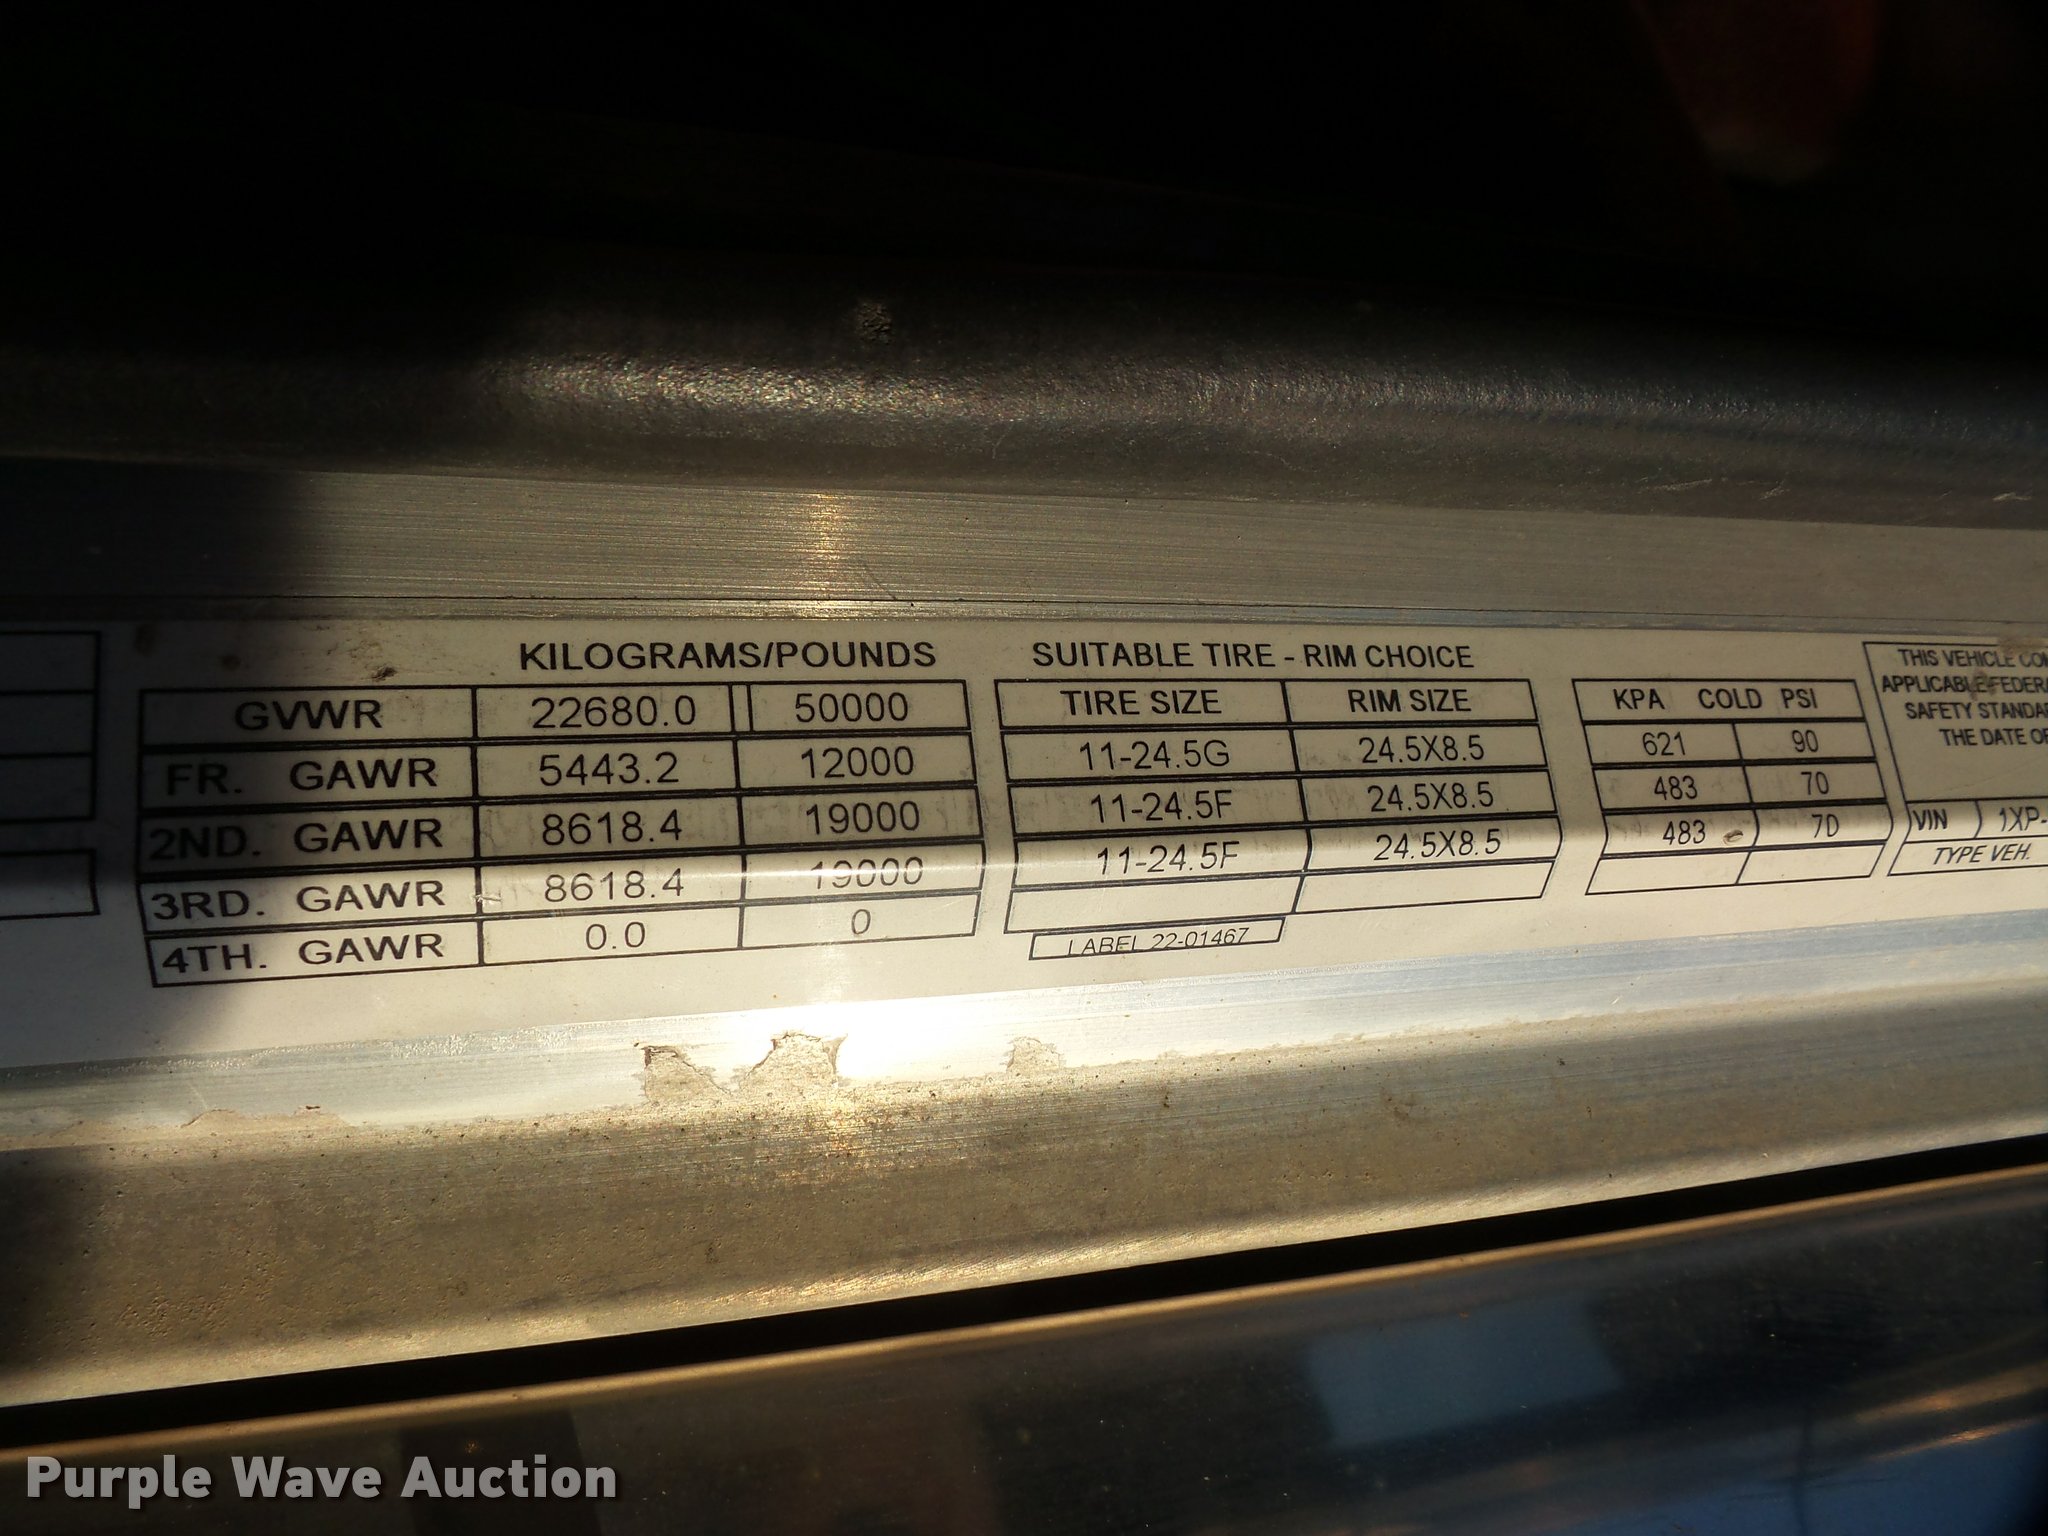 KILOGRAMS/POUNDS SUITABLE TIRE - RIM CHOICE
GVWR 22680.0 50000 TIRE SIZE RIM SIZE KPA COLD PSI
FR. GAWR 5443.2 12000 11-24.5G 24.5X8.5 621 90
2ND. GAWR 8618.4 19000 11-24.5F 24.5X8.5 483 70
3RD. GAWR 8618.4 19000 11-24.5F 24.5X8.5 483 70
4TH. GAWR 0.0 0
LABEL 22-01467
THIS VEHICLE
APPLICABLE
SAFETY
THE DATE OF
VIN 1XP-
TYPE VEH.
Purple Wave Auction